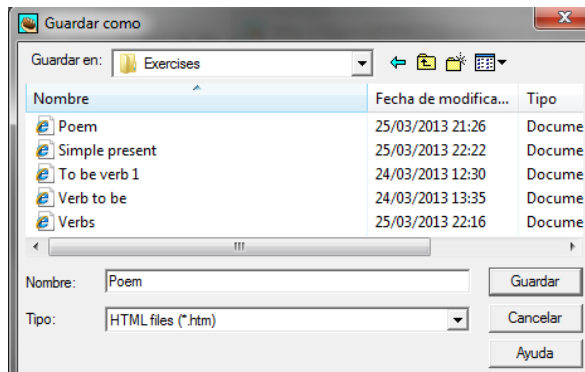 Guardar como
Guardar en: Exercises
Nombre Fecha de modifica... Tipo
Poem 25/03/2013 21:26 Docume
Simple present 25/03/2013 22:22 Docume
To be verb 1 24/03/2013 12:30 Docume
Verb to be 24/03/2013 13:35 Docume
Verbs 25/03/2013 22:16 Docume
Nombre: Poem Guardar
Tipo: HTML files (*.htm) Cancelar
Ayuda